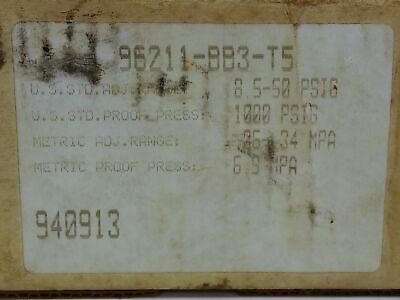 96211-BB3-T5
U.S.STD.ADJ.RANGE: 8.5-50 PSIG
U.S.STD.PROOF PRESS: 1000 PSIG
METRIC ADJ.RANGE: MPA
METRIC PROOF PRESS: 6.9 MPA
940913